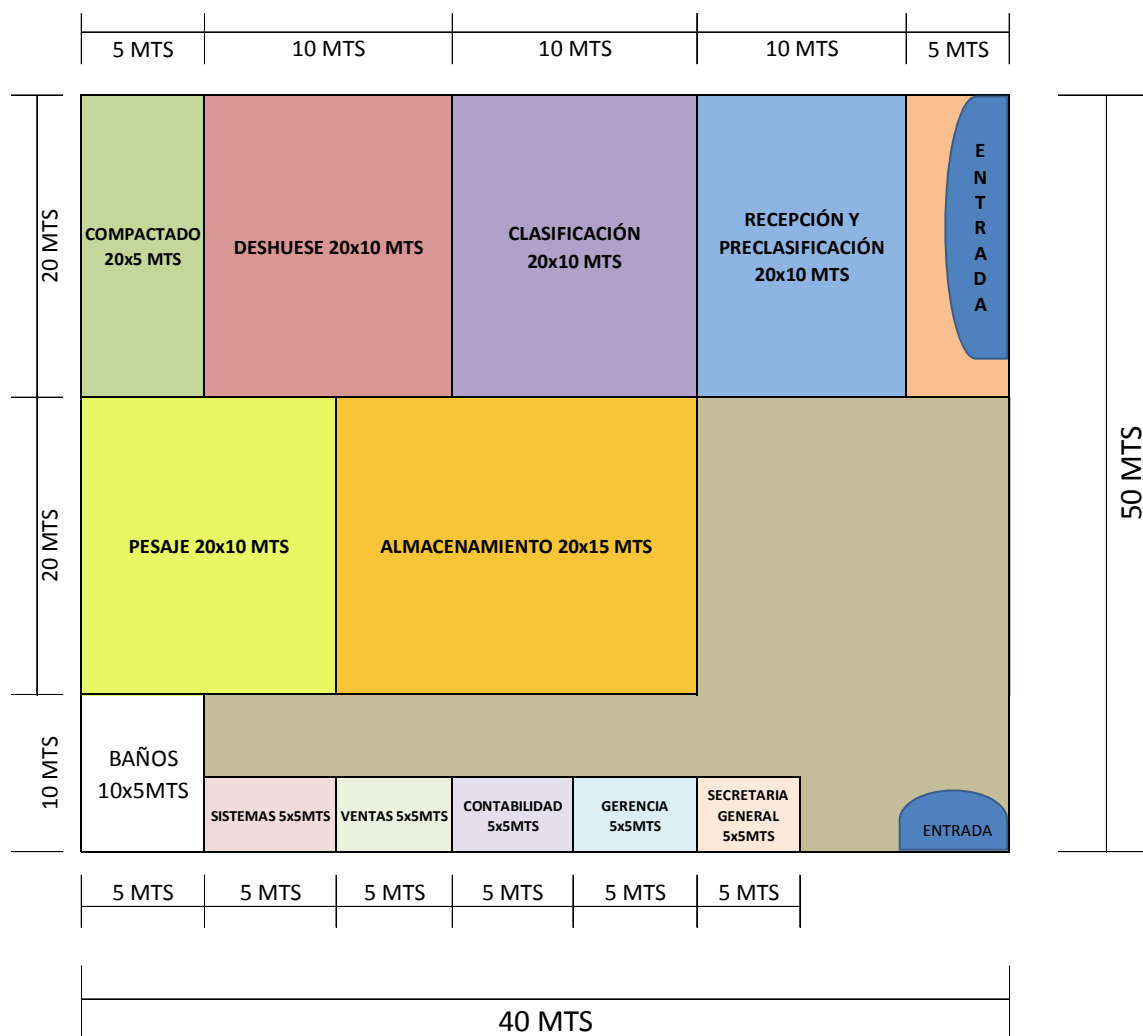 5 MTS
10 MTS
10 MTS
10 MTS
5 MTS
20 MTS
COMPACTADO
20x5 MTS
DESHUESE 20x10 MTS
CLASIFICACIÓN
20x10 MTS
RECEPCIÓN Y
PRECLASIFICACIÓN
20x10 MTS
E
N
T
R
A
D
A
50 MTS
20 MTS
PESAJE 20x10 MTS
ALMACENAMIENTO 20x15 MTS
10 MTS
BAÑOS
10x5MTS
SISTEMAS 5x5MTS
VENTAS 5x5MTS
CONTABILIDAD
5x5MTS
GERENCIA
5x5MTS
SECRETARIA
GENERAL
5x5MTS
ENTRADA
5 MTS
5 MTS
5 MTS
5 MTS
5 MTS
5 MTS
40 MTS